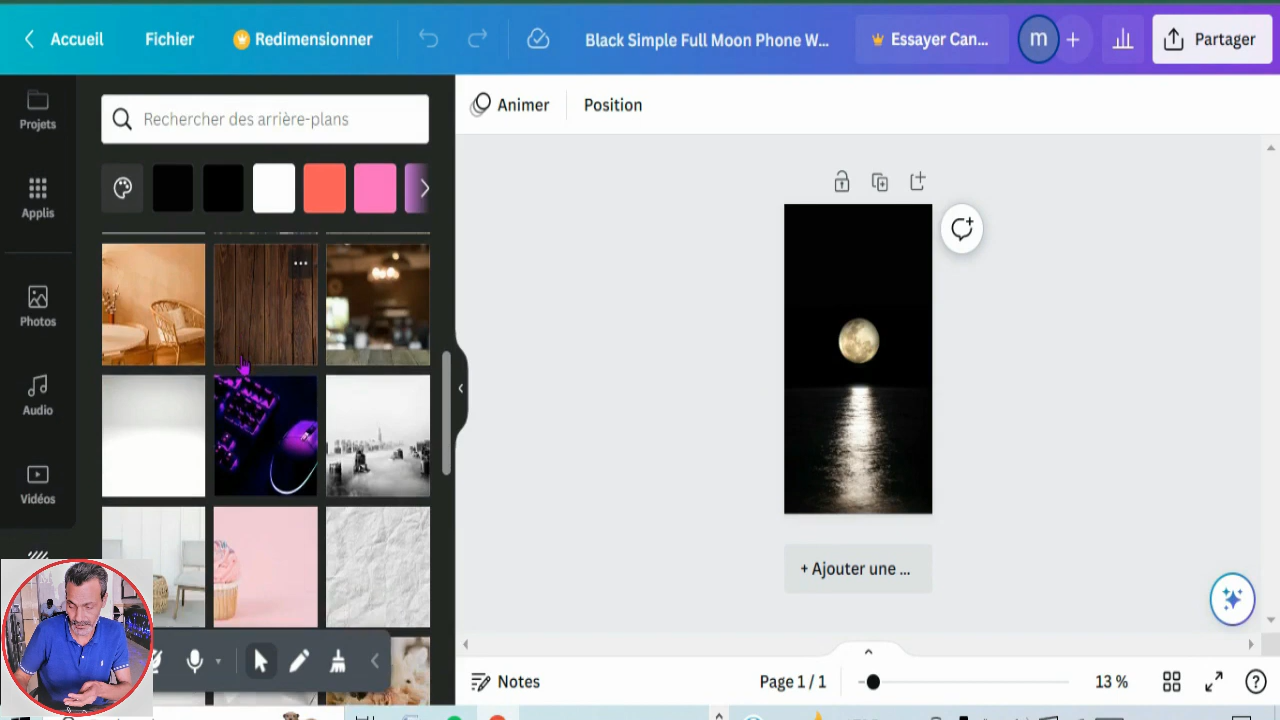 Accueil
Fichier
Redimensionner
Black Simple Full Moon Phone W...
Essayer Can...
m
+
Partager
Projets
Applis
Photos
Audio
Vidéos
Rechercher des arrière-plans
Animer
Position
+ Ajouter une ...
Notes
Page 1 / 1
13 %